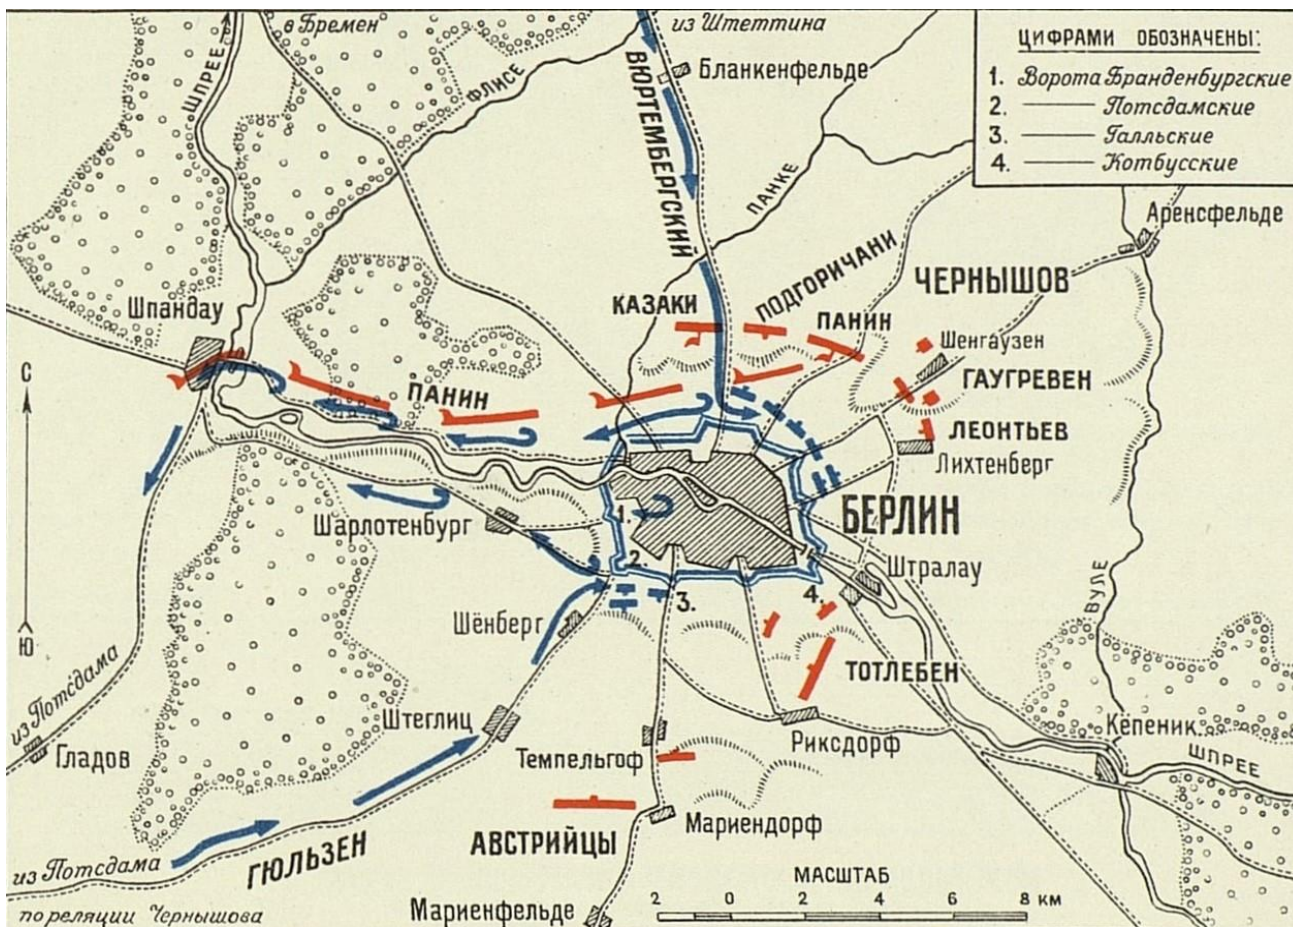 в Бремен
из Штеттина
ЦИФРАМИ ОБОЗНАЧЕНЫ:
1. Ворота Бранденбургские
2. —— Потсдамские
3. —— Галльские
4. —— Котбусские
ШПРЕЕ
ФЛИСЕ
ВЮРТЕМБЕРГСКИЙ
Бланкенфельде
ПАНКЕ
Аренсфельде
Шпандау
КАЗАКИ
ПОДГОРИЧАНИ
ЧЕРНЫШОВ
ПАНИН
Шенгаузен
С
ПАНИН
ГАУГРЕВЕН
ЛЕОНТЬЕВ
Лихтенберг
БЕРЛИН
Шарлотенбург
1.
2.
3.
4.
Штралау
ВУЛЕ
Ю
Шёнберг
ТОТЛЕБЕН
из Потсдама
Гладов
Штеглиц
Темпельгоф
Риксдорф
Кёпеник
ШПРЕЕ
Мариендорф
АВСТРИЙЦЫ
ГЮЛЬЗЕН
из Потсдама
по реляции Чернышова
Мариенфельде
МАСШТАБ
2 0 2 4 6 8 км